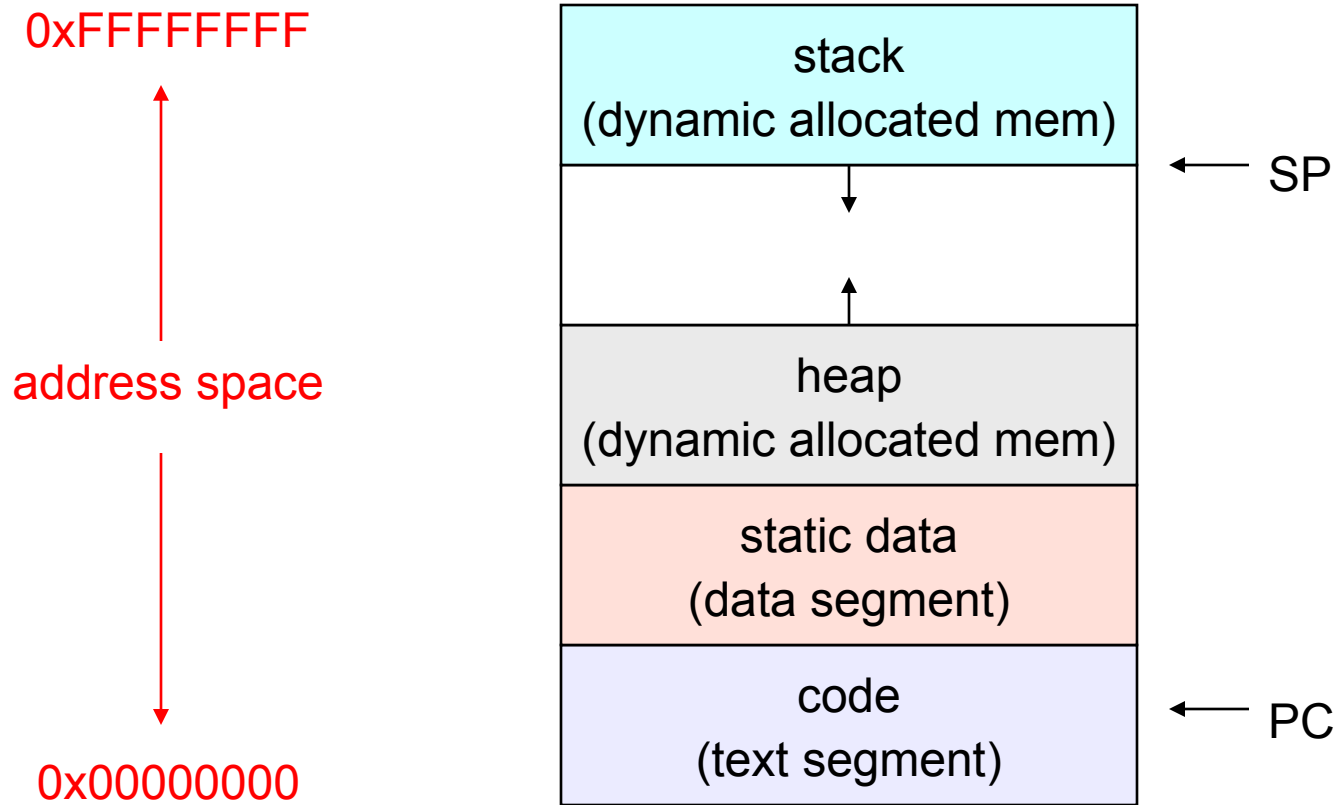 0xFFFFFFFF
stack
(dynamic allocated mem)
SP
address space
heap
(dynamic allocated mem)
static data
(data segment)
code
(text segment)
PC
0x00000000